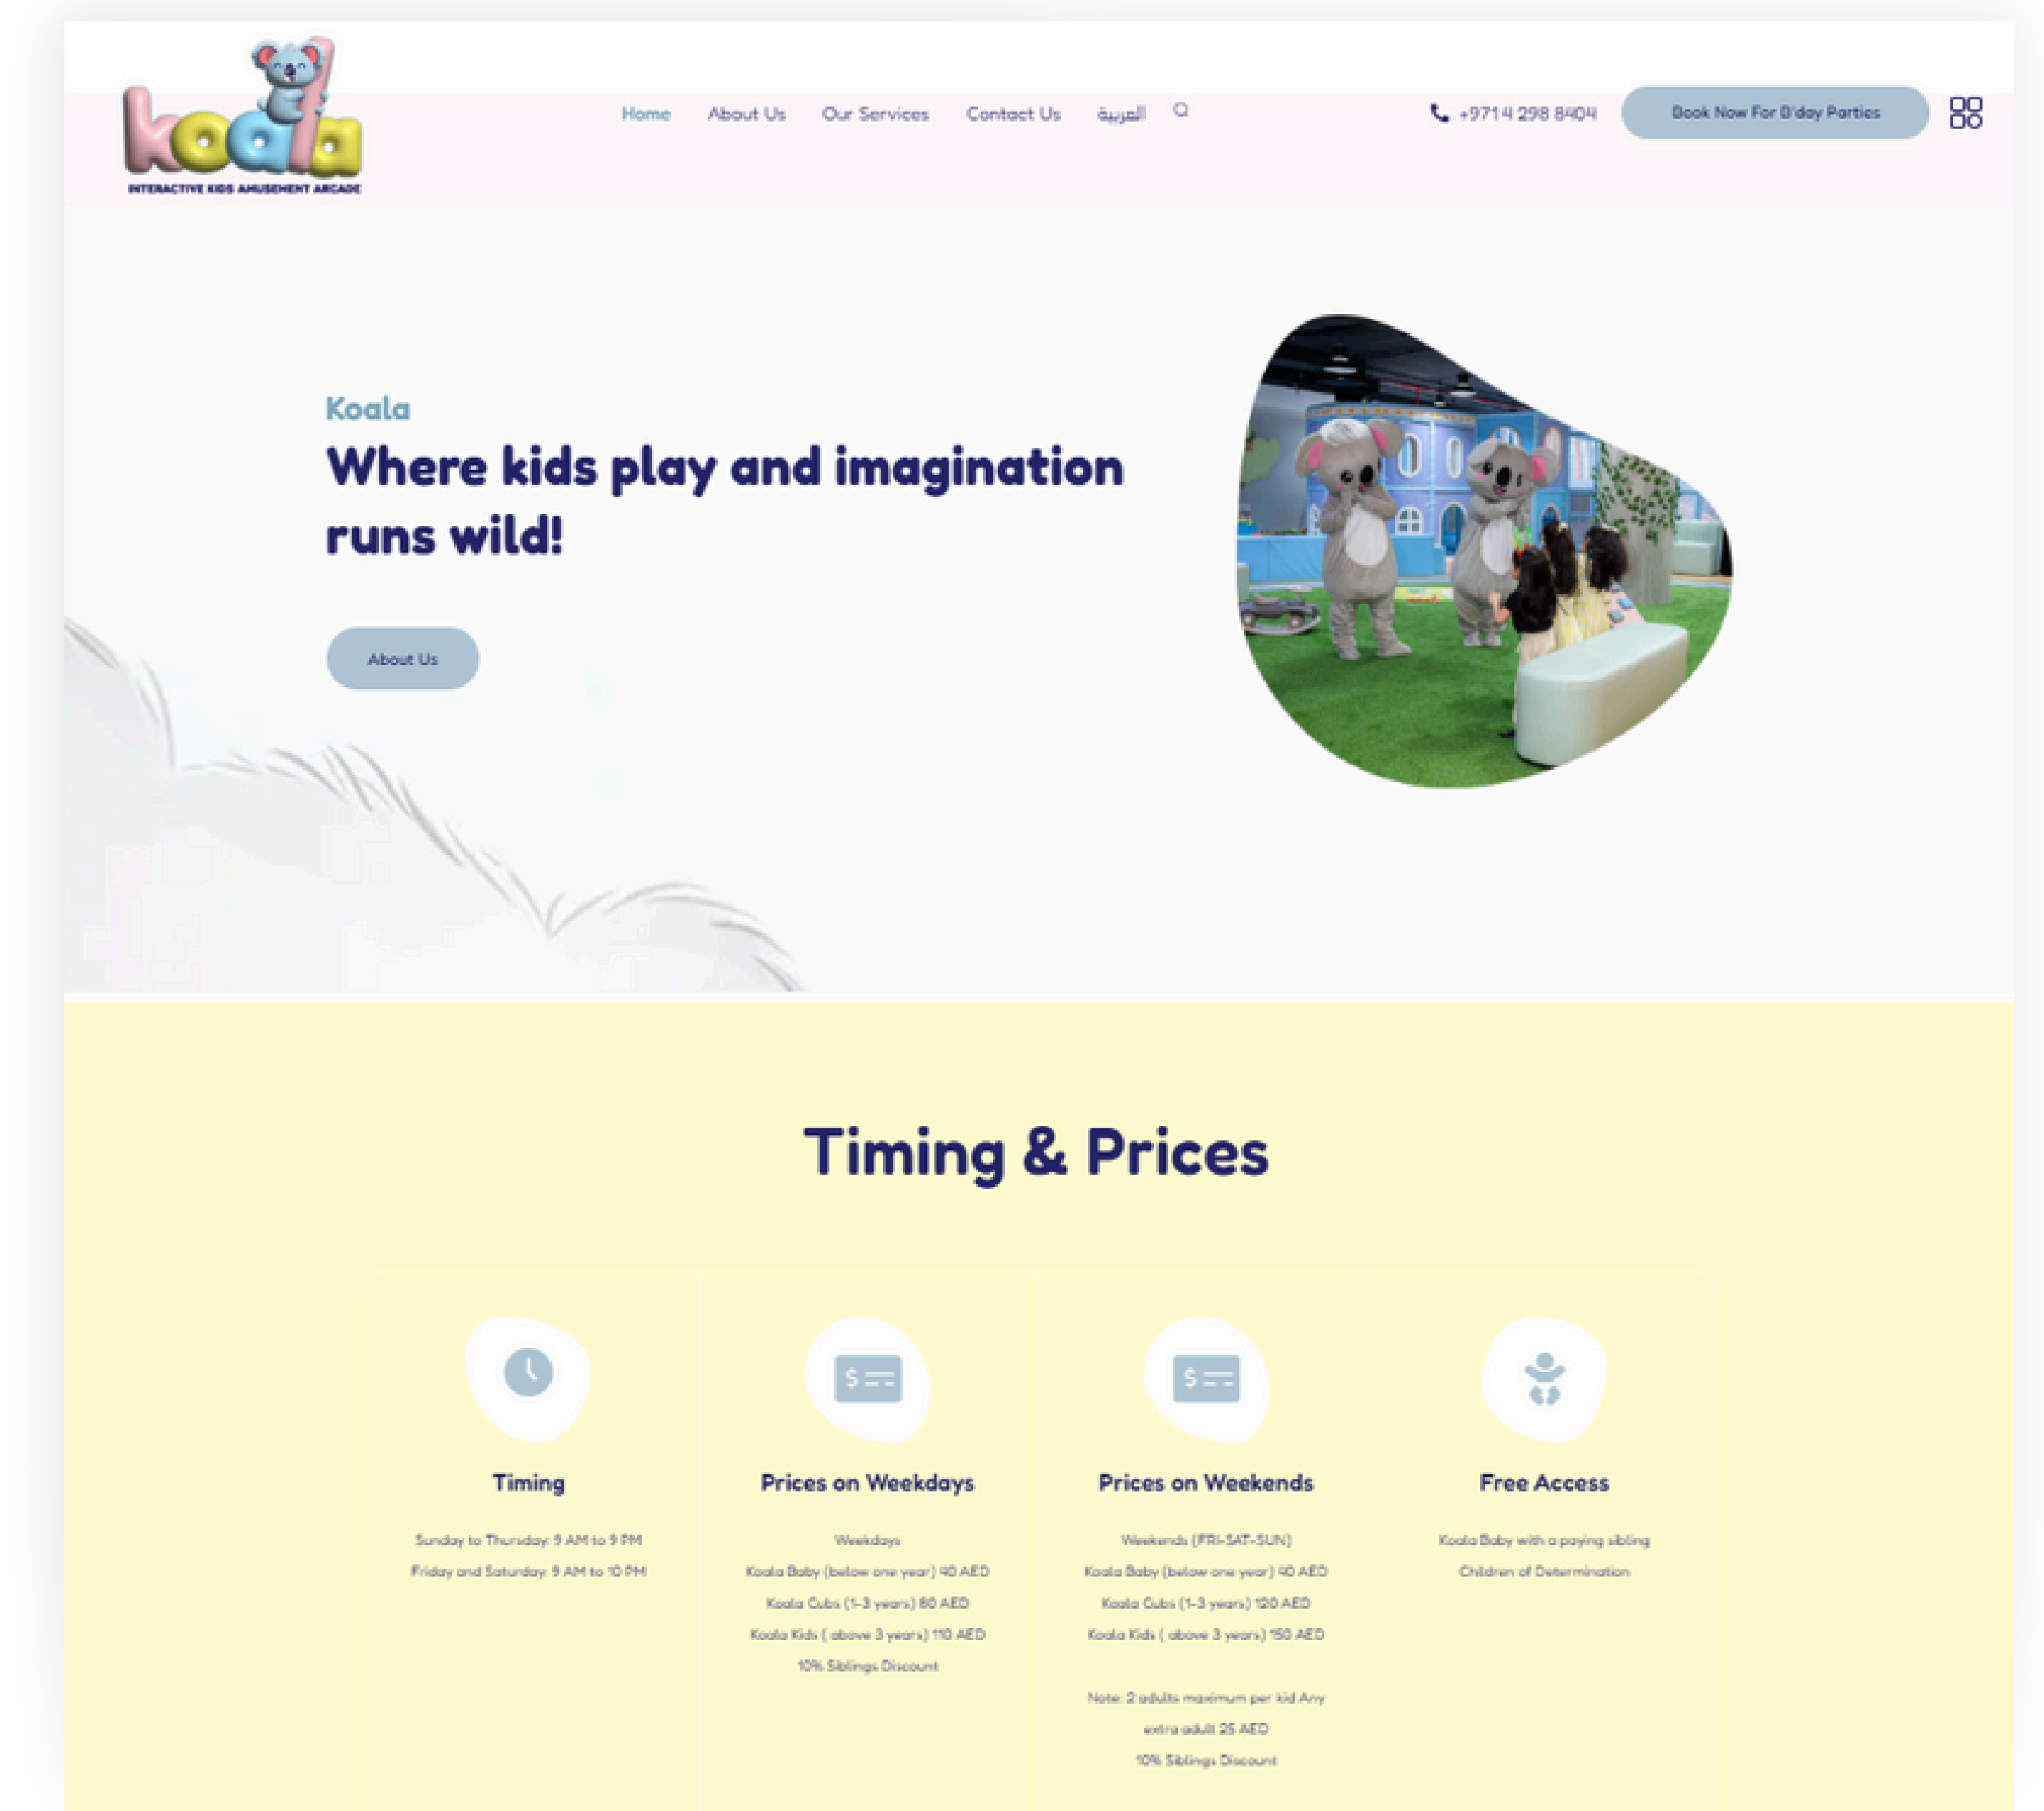 koala
INTERACTIVE KIDS AMUSEMENT ARCADE
Home About Us Our Services Contact Us العربية
+971 4 298 8404
Book Now For B'day Parties
Koala
Where kids play and imagination
runs wild!
About Us
Timing & Prices
Timing
Sunday to Thursday: 9 AM to 9 PM
Friday and Saturday: 9 AM to 10 PM
$
Prices on Weekdays
Weekdays
Koala Baby (below one year) 40 AED
Koala Cubs (1-3 years) 80 AED
Koala Kids ( above 3 years) 110 AED
10% Siblings Discount
$
Prices on Weekends
Weekends (FRI-SAT-SUN)
Koala Baby (below one year) 40 AED
Koala Cubs (1-3 years) 120 AED
Koala Kids ( above 3 years) 150 AED
Note: 2 adults maximum per kid Any
extra adult 25 AED
10% Siblings Discount
Free Access
Koala Baby with a paying sibling
Children of Determination